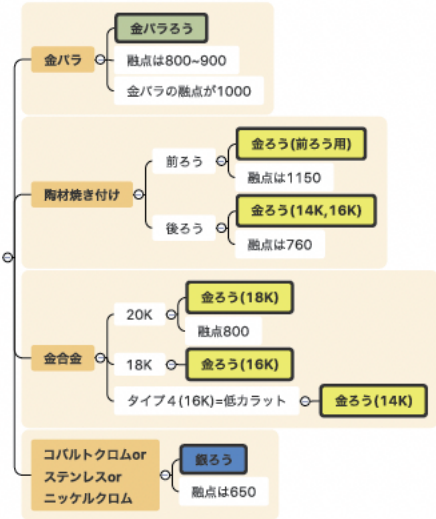 金パラ
金パラろう
融点は800~900
金パラの融点が1000
陶材焼き付け
前ろう
金ろう(前ろう用)
融点は1150
後ろう
金ろう(14K,16K)
融点は760
金合金
20K
金ろう(18K)
融点800
18K
金ろう(16K)
タイプ4(16K)=低カラット
金ろう(14K)
コバルトクロムor
ステンレスor
ニッケルクロム
銀ろう
融点は650